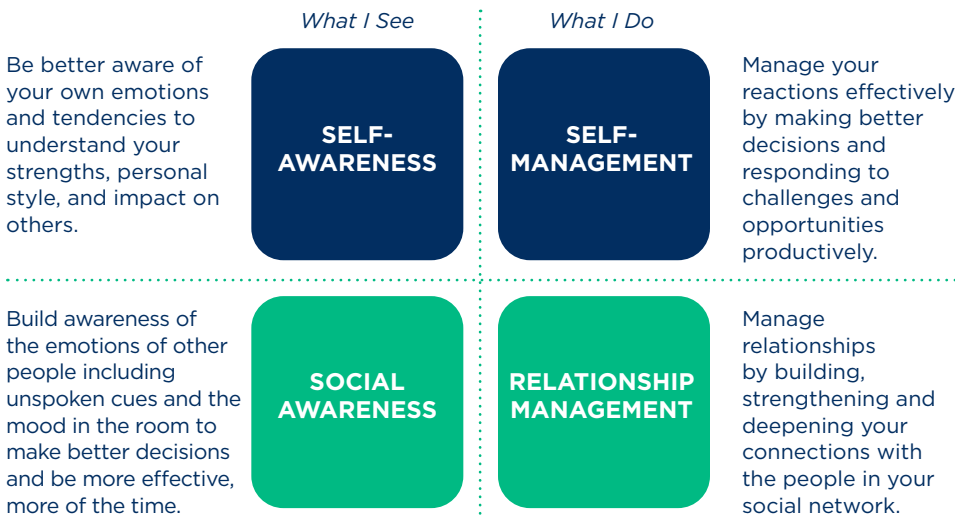 What I See
What I Do
Be better aware of
your own emotions
and tendencies to
understand your
strengths, personal
style, and impact on
others.
SELF-
AWARENESS
SELF-
MANAGEMENT
Manage your
reactions effectively
by making better
decisions and
responding to
challenges and
opportunities
productively.
Build awareness of
the emotions of other
people including
unspoken cues and the
mood in the room to
make better decisions
and be more effective,
more of the time.
SOCIAL
AWARENESS
RELATIONSHIP
MANAGEMENT
Manage
relationships
by building,
strengthening and
deepening your
connections with
the people in your
social network.